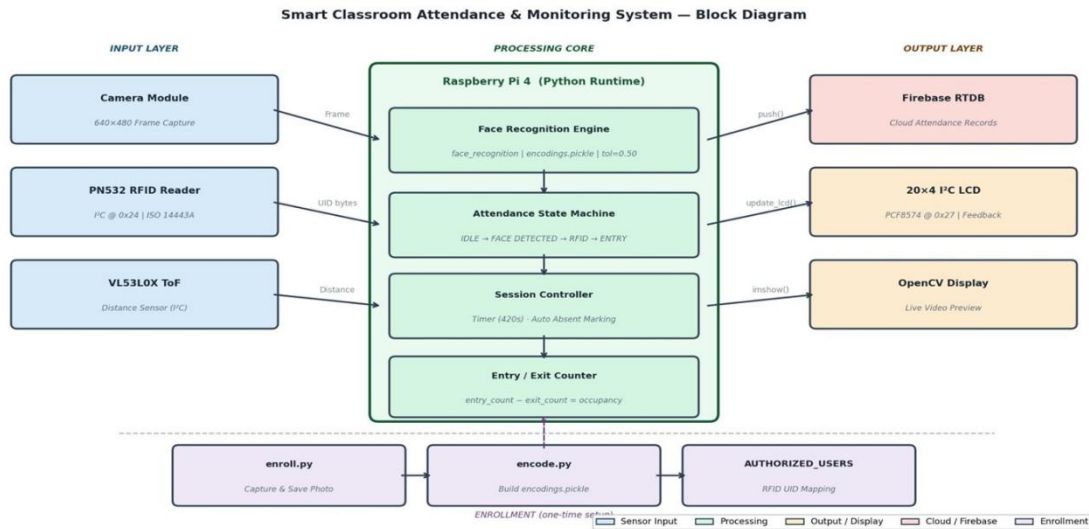 Smart Classroom Attendance & Monitoring System — Block Diagram
INPUT LAYER
PROCESSING CORE
OUTPUT LAYER
Camera Module
640×480 Frame Capture
PN532 RFID Reader
I²C @ 0x24 | ISO 14443A
VL53L0X ToF
Distance Sensor (I²C)
Frame
UID bytes
Distance
Raspberry Pi 4 (Python Runtime)
Face Recognition Engine
face_recognition | encodings.pickle | tol=0.50
Attendance State Machine
IDLE → FACE DETECTED → RFID → ENTRY
Session Controller
Timer (420s) · Auto Absent Marking
Entry / Exit Counter
entry_count − exit_count = occupancy
push()
update_lcd()
imshow()
Firebase RTDB
Cloud Attendance Records
20×4 I²C LCD
PCF8574 @ 0x27 | Feedback
OpenCV Display
Live Video Preview
enroll.py
Capture & Save Photo
encode.py
Build encodings.pickle
AUTHORIZED_USERS
RFID UID Mapping
ENROLLMENT (one-time setup)
Sensor Input
Processing
Output / Display
Cloud / Firebase
Enrollment